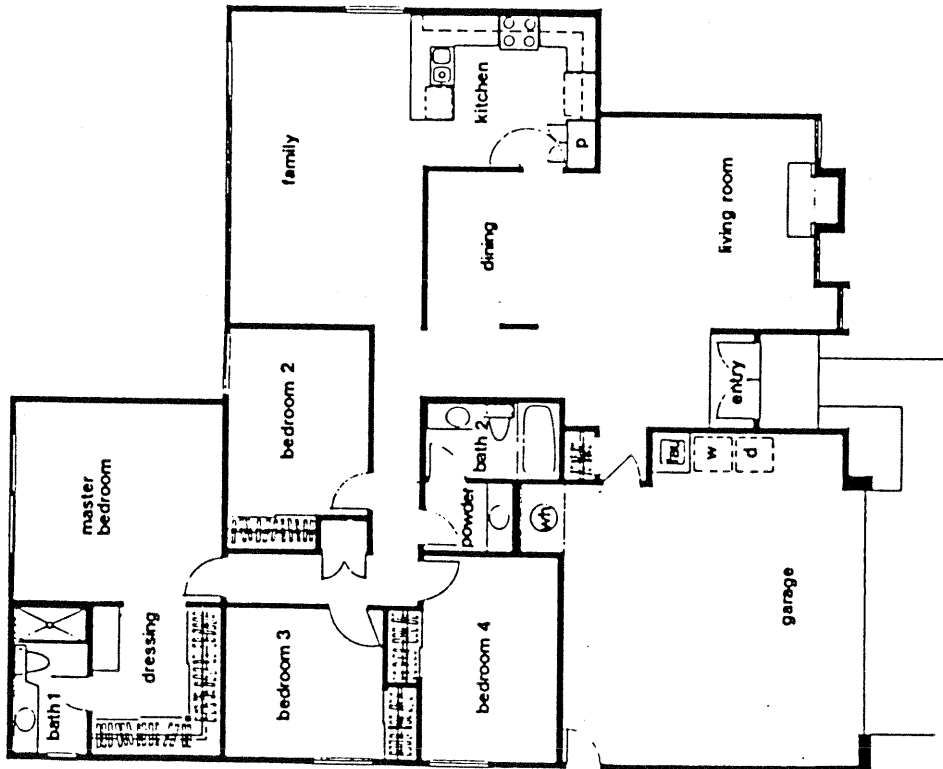 bath 1
dressing
master
bedroom
bedroom 3
bedroom 2
family
kitchen
bedroom 4
powder
bath 2
dining
p
wh
fau
w
d
entry
living room
garage